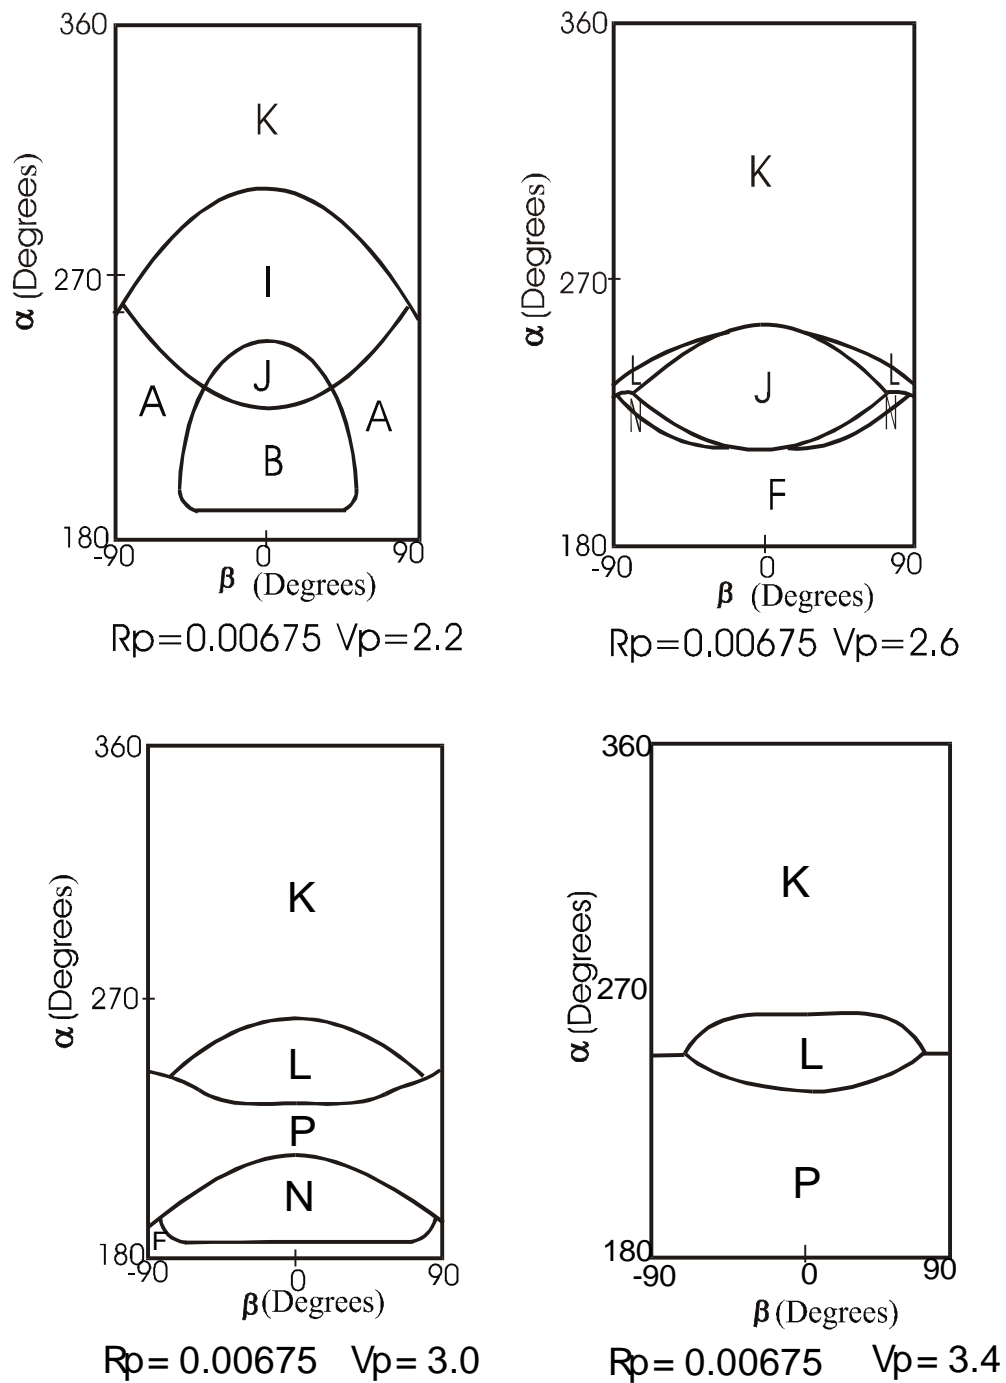 360
K
α (Degrees)
270
I
J
A
A
B
180
-90
0
90
β (Degrees)
Rp=0.00675 Vp=2.2
360
K
α (Degrees)
270
L
L
J
N
N
F
180
-90
0
90
β (Degrees)
Rp=0.00675 Vp=2.6
360
K
α (Degrees)
270
L
P
N
F
180
-90
0
90
β (Degrees)
Rp= 0.00675 Vp= 3.0
360
K
α (Degrees)
270
L
P
180
-90
0
90
β (Degrees)
Rp= 0.00675 Vp= 3.4